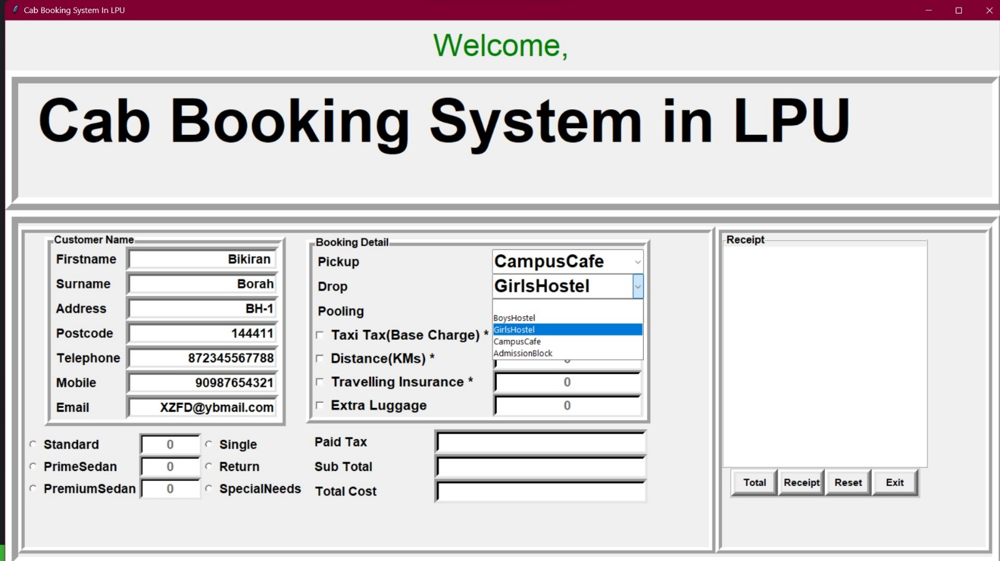 Cab Booking System In LPU
Welcome,
Cab Booking System in LPU
Customer Name
Firstname Bikiran
Surname Borah
Address BH-1
Postcode 144411
Telephone 872345567788
Mobile 90987654321
Email XZFD@ybmail.com
Standard 0 Single
PrimeSedan 0 Return
PremiumSedan 0 SpecialNeeds
Booking Detail
Pickup CampusCafe
Drop GirlsHostel
Pooling
BoysHostel
GirlsHostel
CampusCafe
AdmissionBlock
Taxi Tax(Base Charge) *
Distance(KMs) *
Travelling Insurance * 0
Extra Luggage 0
Paid Tax
Sub Total
Total Cost
Receipt
Total Receipt Reset Exit